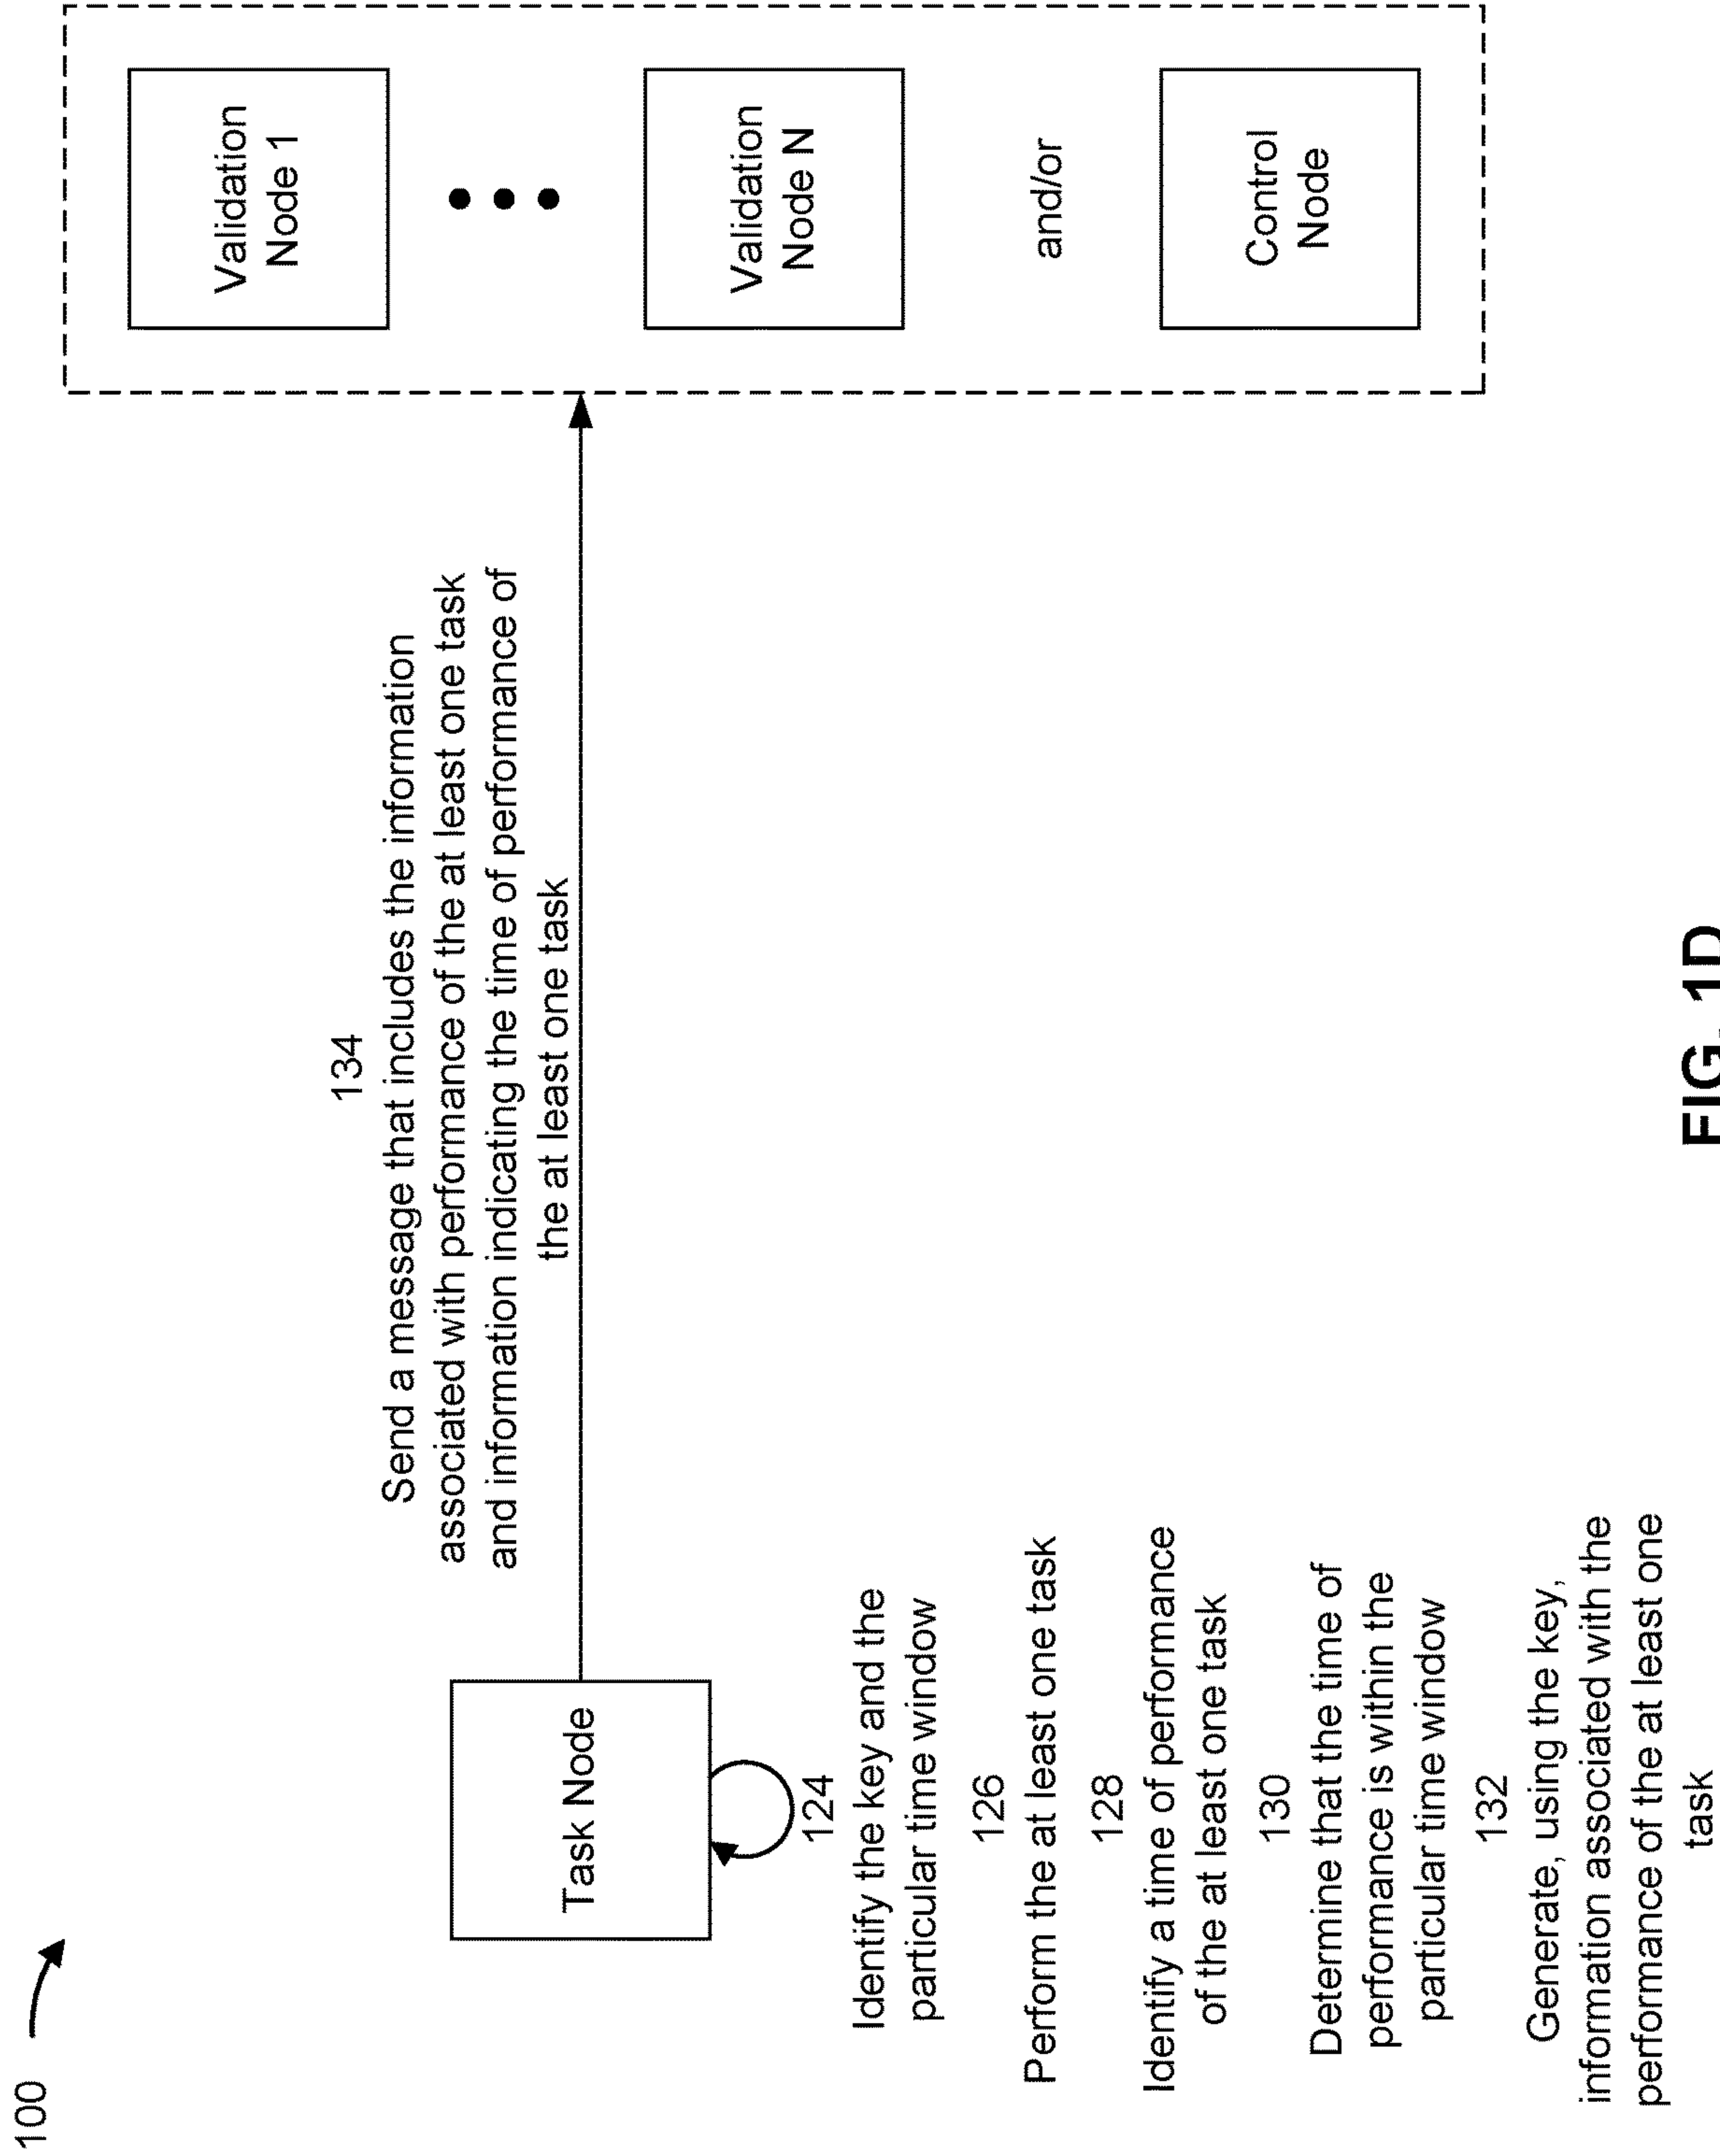 100
134
Send a message that includes the information
associated with performance of the at least one task
and information indicating the time of performance of
the at least one task
Task Node
124
Identify the key and the
particular time window
126
Perform the at least one task
128
Identify a time of performance
of the at least one task
130
Determine that the time of
performance is within the
particular time window
132
Generate, using the key,
information associated with the
performance of the at least one
task
Validation
Node 1
Validation
Node N
and/or
Control
Node
FIG. 1D